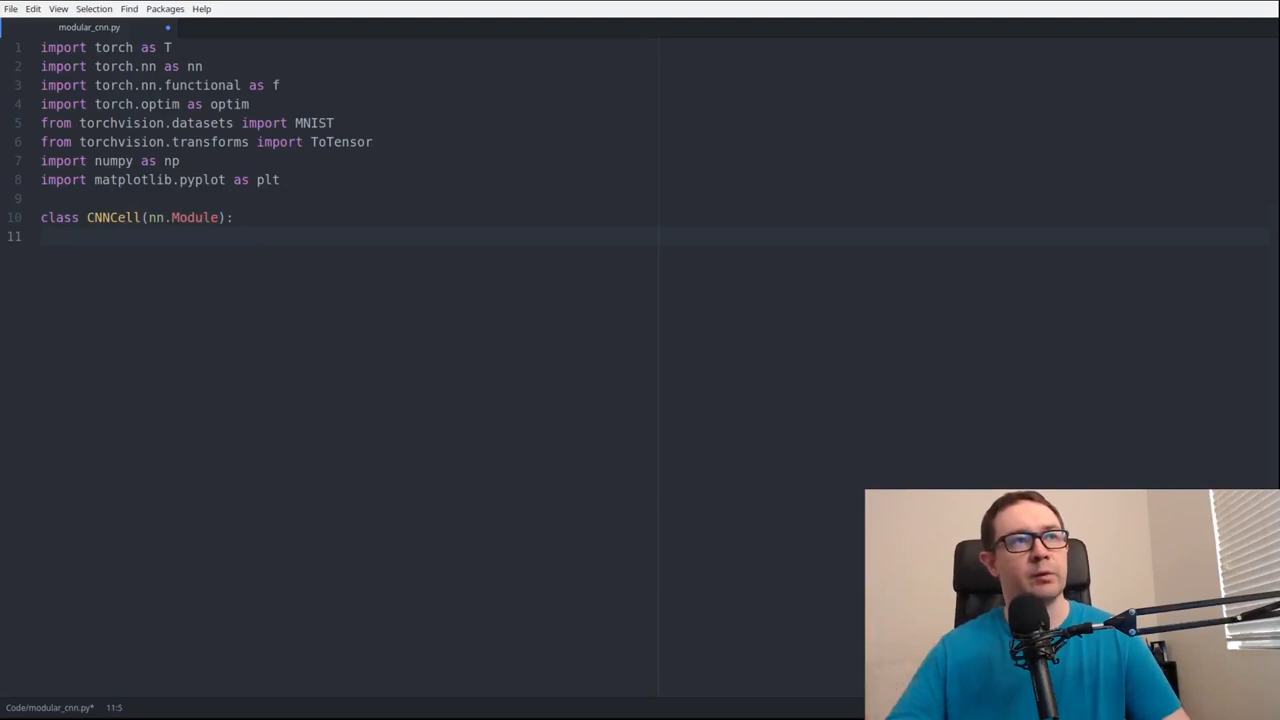 File Edit View Selection Find Packages Help
modular_cnn.py
1 import torch as T
2 import torch.nn as nn
3 import torch.nn.functional as f
4 import torch.optim as optim
5 from torchvision.datasets import MNIST
6 from torchvision.transforms import ToTensor
7 import numpy as np
8 import matplotlib.pyplot as plt
9
10 class CNNCell(nn.Module):
11
Code/modular_cnn.py* 11:5